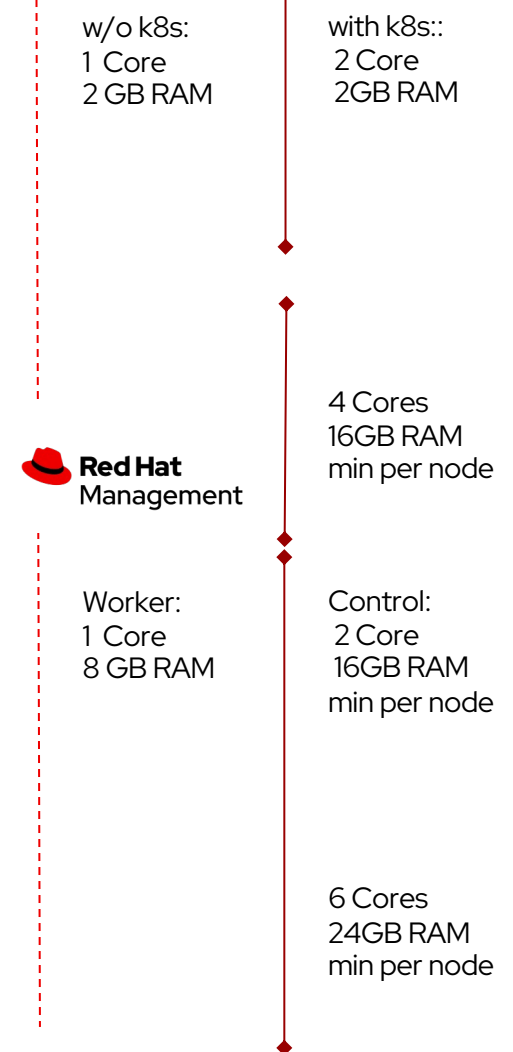 w/o k8s:
1 Core
2 GB RAM
with k8s::
2 Core
2GB RAM
4 Cores
16GB RAM
min per node
Red Hat
Management
Worker:
1 Core
8 GB RAM
Control:
2 Core
16GB RAM
min per node
6 Cores
24GB RAM
min per node